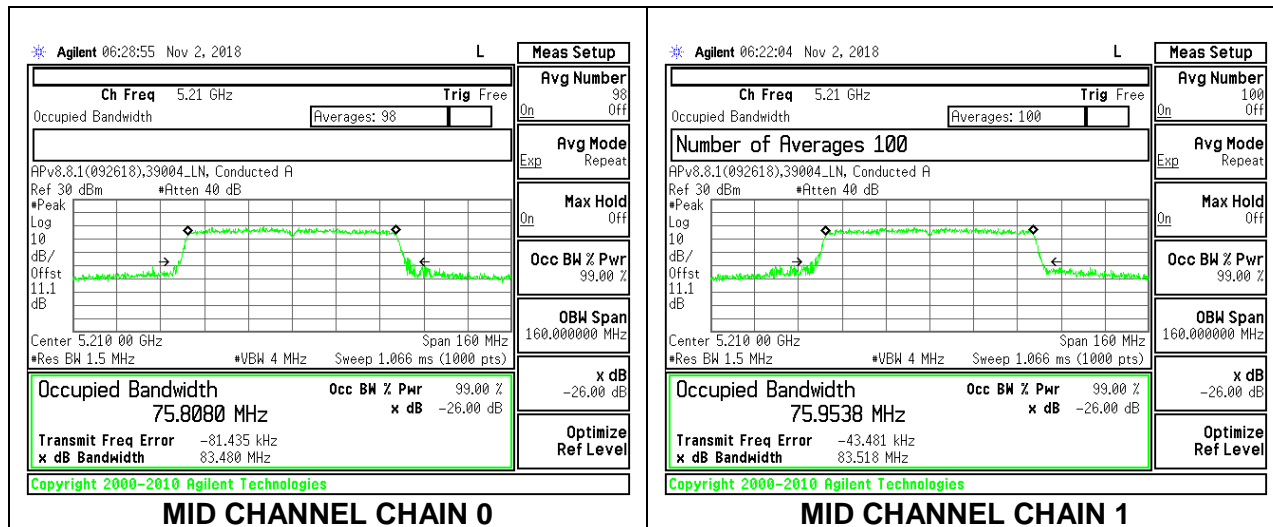 Agilent 06:28:55 Nov 2, 2018 L
Meas Setup
Ch Freq 5.21 GHz Trig Free
Occupied Bandwidth Averages: 98
APv8.8.1(092618),39004_LN, Conducted A
Ref 30 dBm #Atten 40 dB
#Peak
Log
10
dB/
Offst
11.1
dB
Center 5.210 00 GHz Span 160 MHz
#Res BW 1.5 MHz #VBW 4 MHz Sweep 1.066 ms (1000 pts)
Occupied Bandwidth Occ BW % Pwr 99.00 %
75.8080 MHz x dB -26.00 dB
Transmit Freq Error -81.435 kHz
x dB Bandwidth 83.480 MHz
Copyright 2000-2010 Agilent Technologies
Avg Number
98
On Off
Avg Mode
Exp Repeat
Max Hold
On Off
Occ BW % Pwr
99.00 %
OBW Span
160.000000 MHz
x dB
-26.00 dB
Optimize
Ref Level
MID CHANNEL CHAIN 0
Agilent 06:22:04 Nov 2, 2018 L
Meas Setup
Ch Freq 5.21 GHz Trig Free
Occupied Bandwidth Averages: 100
Number of Averages 100
APv8.8.1(092618),39004_LN, Conducted A
Ref 30 dBm #Atten 40 dB
#Peak
Log
10
dB/
Offst
11.1
dB
Center 5.210 00 GHz Span 160 MHz
#Res BW 1.5 MHz #VBW 4 MHz Sweep 1.066 ms (1000 pts)
Occupied Bandwidth Occ BW % Pwr 99.00 %
75.9538 MHz x dB -26.00 dB
Transmit Freq Error -43.481 kHz
x dB Bandwidth 83.518 MHz
Copyright 2000-2010 Agilent Technologies
Avg Number
100
On Off
Avg Mode
Exp Repeat
Max Hold
On Off
Occ BW % Pwr
99.00 %
OBW Span
160.000000 MHz
x dB
-26.00 dB
Optimize
Ref Level
MID CHANNEL CHAIN 1